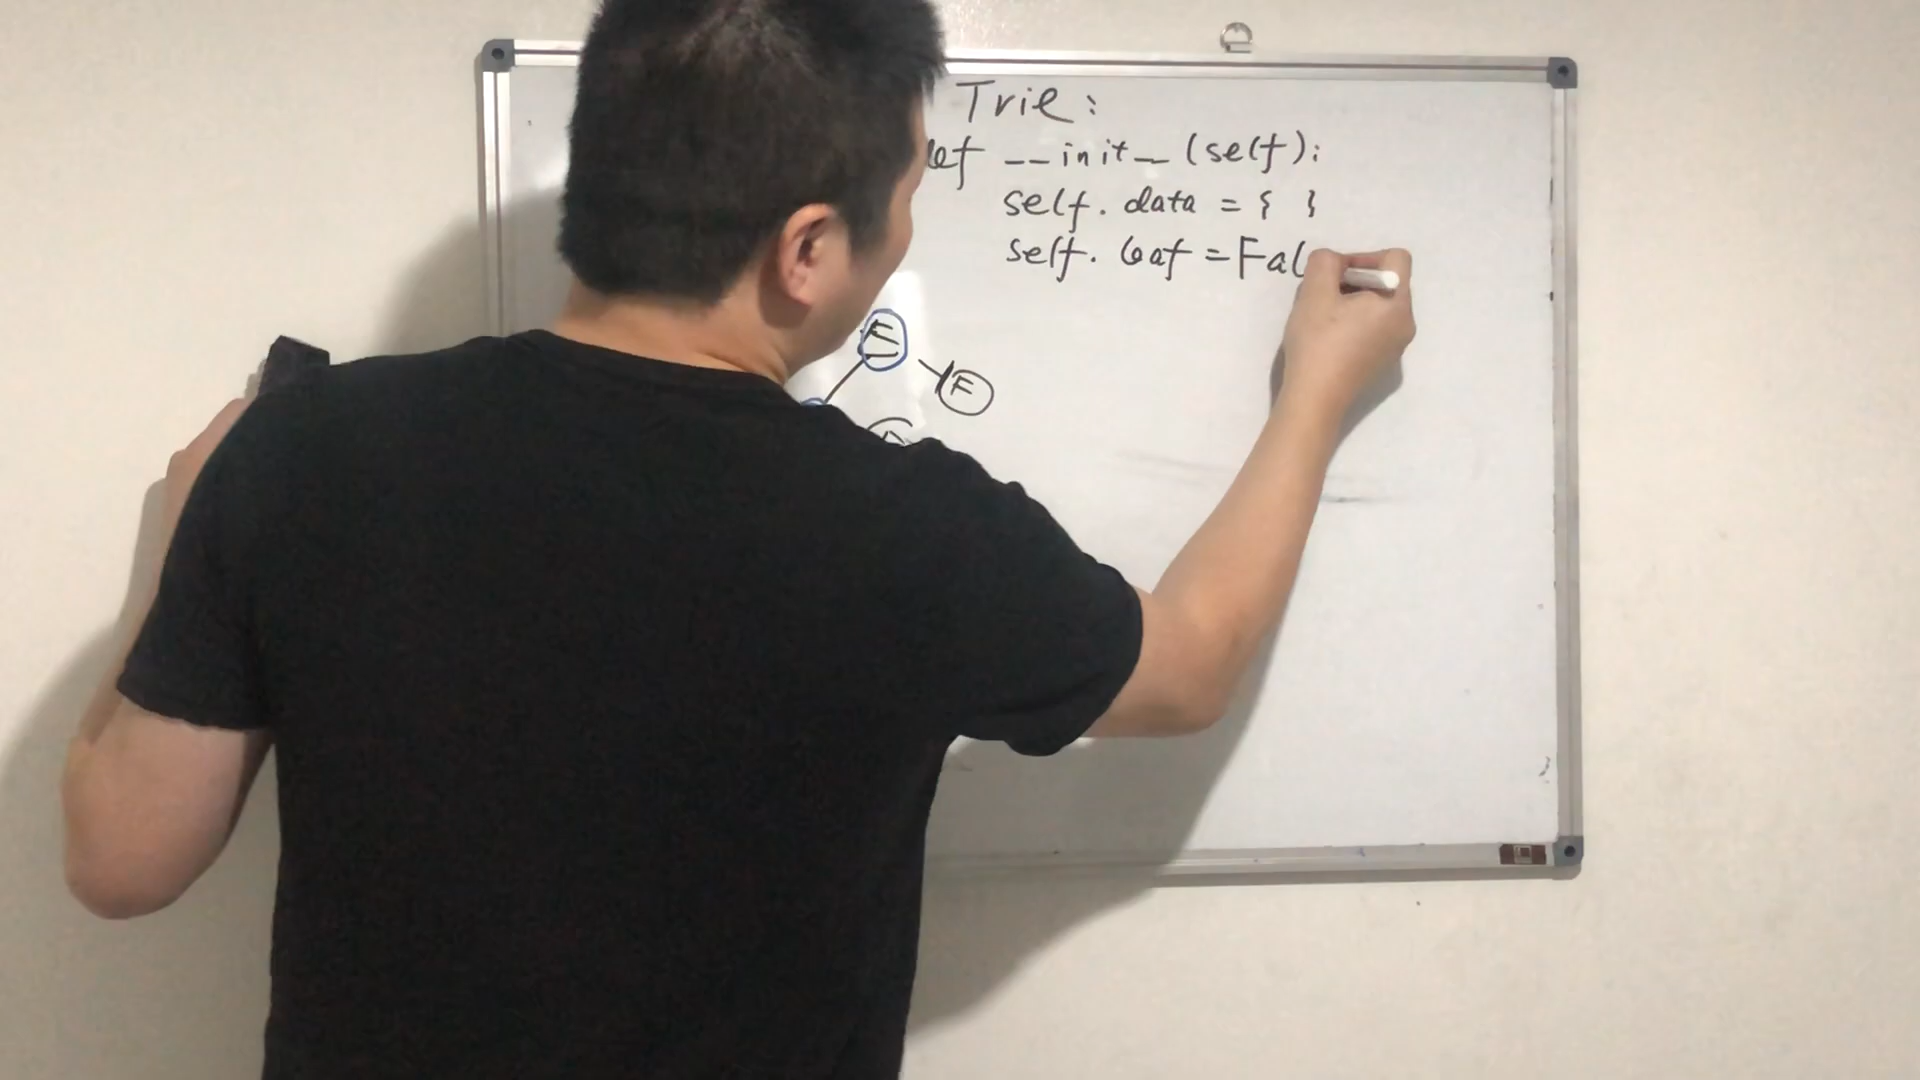 Trie:
def __init__(self):
self.data = { }
self.leaf = Fal
E
F